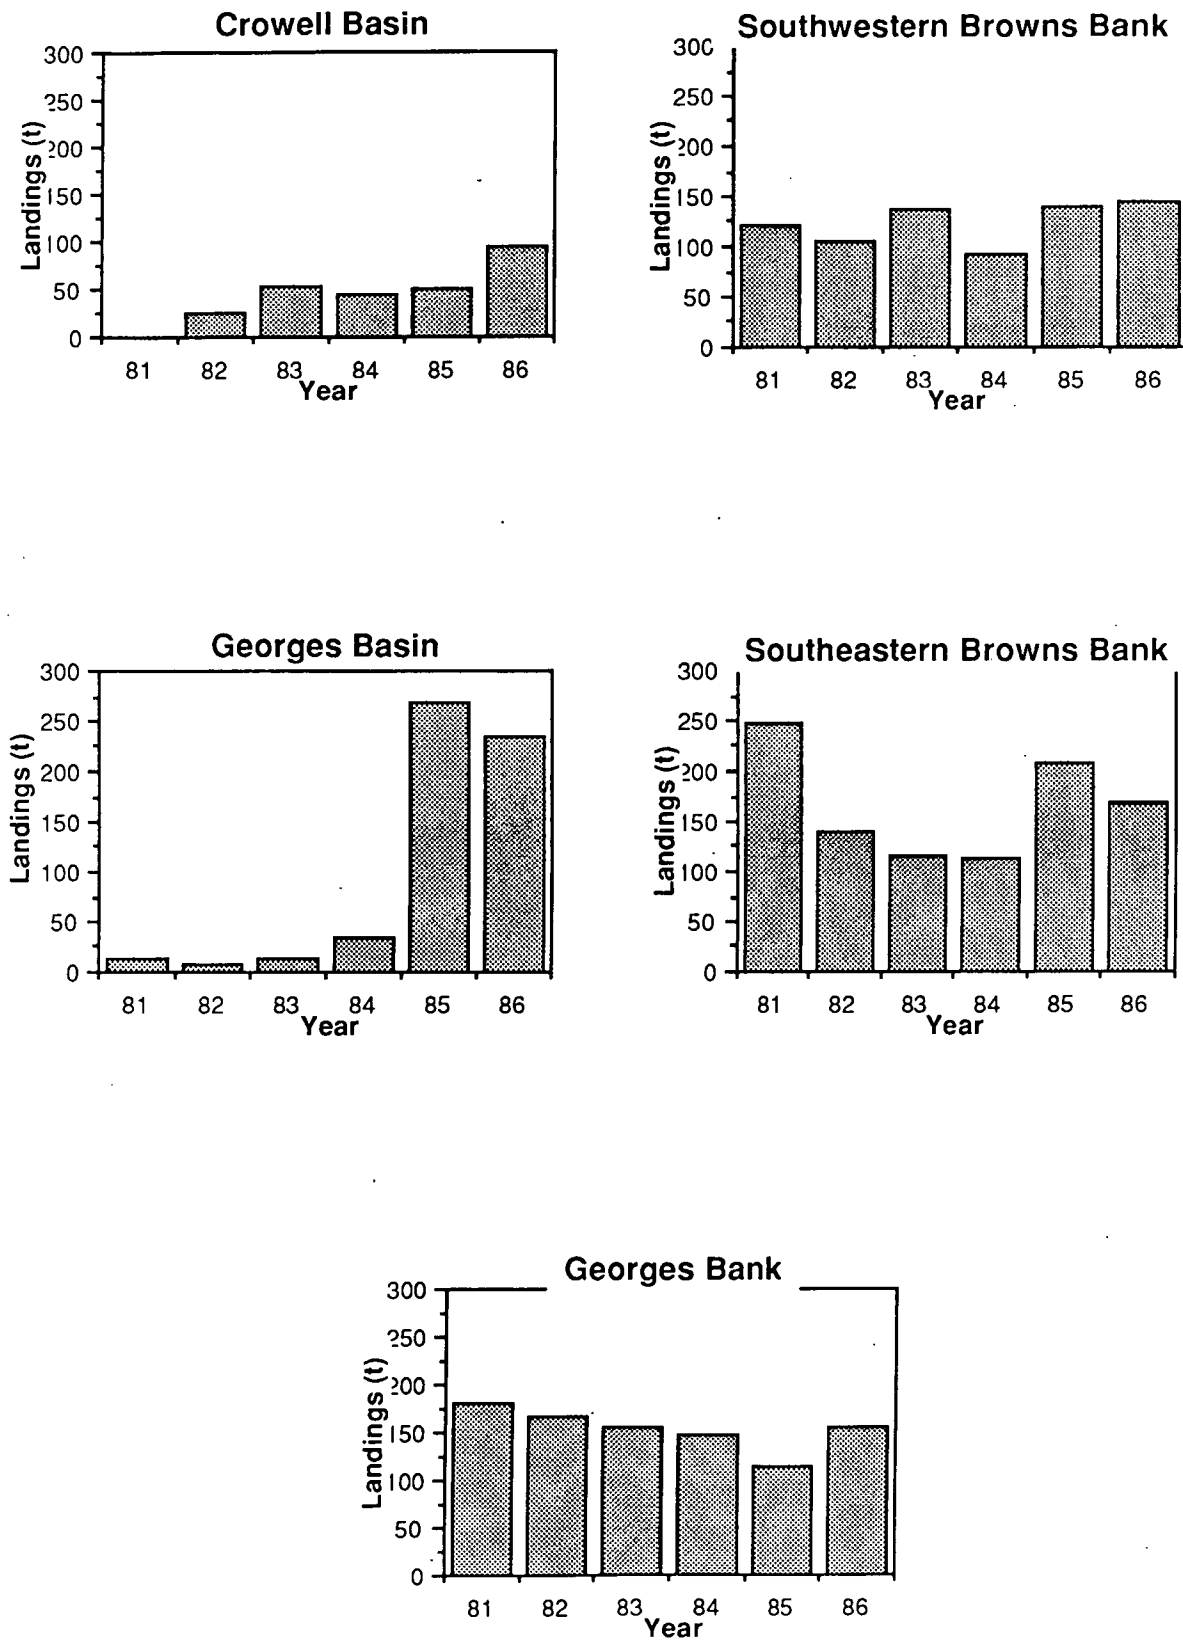 Crowell Basin
300
250
200
150
100
50
0
Landings (t)
81 82 83 84 85 86
Year
Southwestern Browns Bank
300
250
200
150
100
50
0
Landings (t)
81 82 83 84 85 86
Year
Georges Basin
300
250
200
150
100
50
0
Landings (t)
81 82 83 84 85 86
Year
Southeastern Browns Bank
300
250
200
150
100
50
0
Landings (t)
81 82 83 84 85 86
Year
Georges Bank
300
250
200
150
100
50
0
Landings (t)
81 82 83 84 85 86
Year